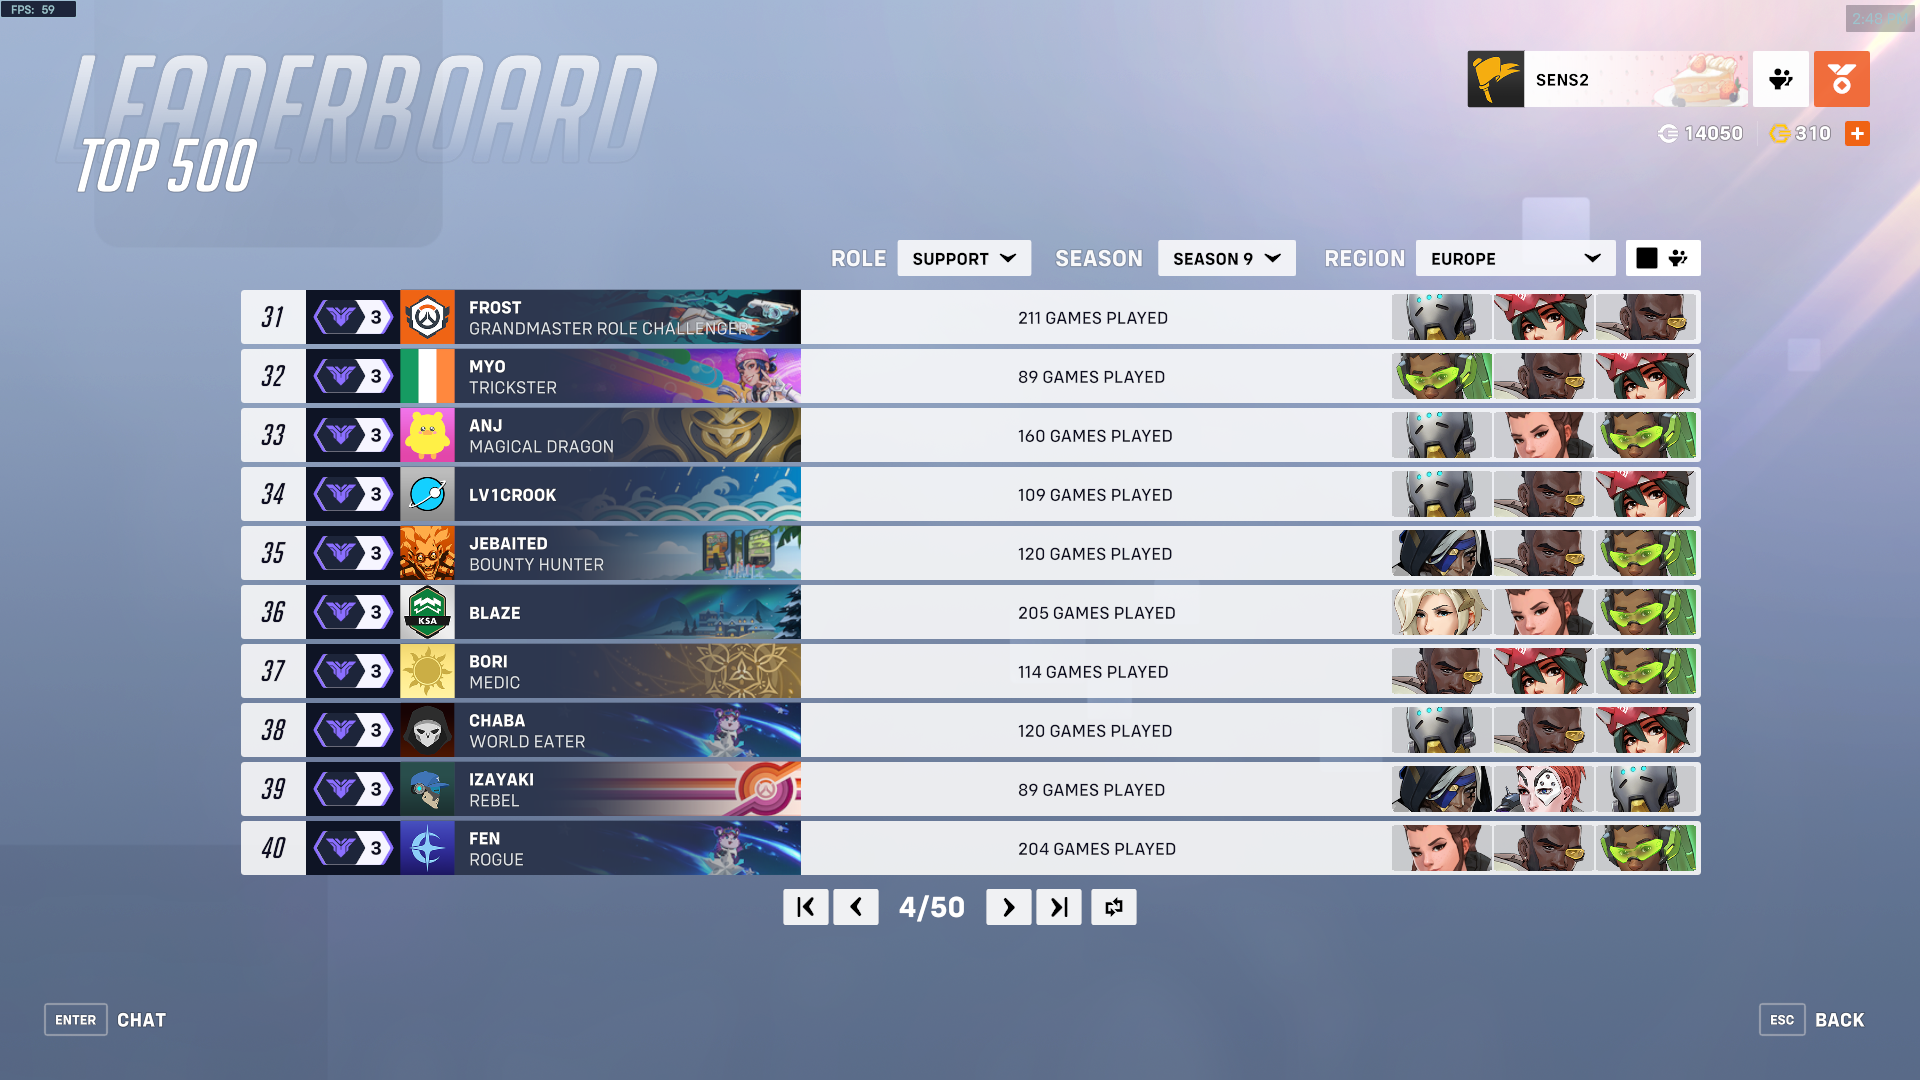 FPS: 59
LEADERBOARD
TOP 500
SENS2
14050
310
ROLE SUPPORT SEASON SEASON 9 REGION EUROPE
31 3 FROST 211 GAMES PLAYED
GRANDMASTER ROLE CHALLENGER
32 3 MYO 89 GAMES PLAYED
TRICKSTER
33 3 ANJ 160 GAMES PLAYED
MAGICAL DRAGON
34 3 LV1CROOK 109 GAMES PLAYED
35 3 JEBAITED 120 GAMES PLAYED
BOUNTY HUNTER
RIO
36 3 KSA BLAZE 205 GAMES PLAYED
37 3 BORI 114 GAMES PLAYED
MEDIC
38 3 CHABA 120 GAMES PLAYED
WORLD EATER
39 3 IZAYAKI 89 GAMES PLAYED
REBEL
40 3 FEN 204 GAMES PLAYED
ROGUE
4/50
ENTER CHAT
ESC BACK